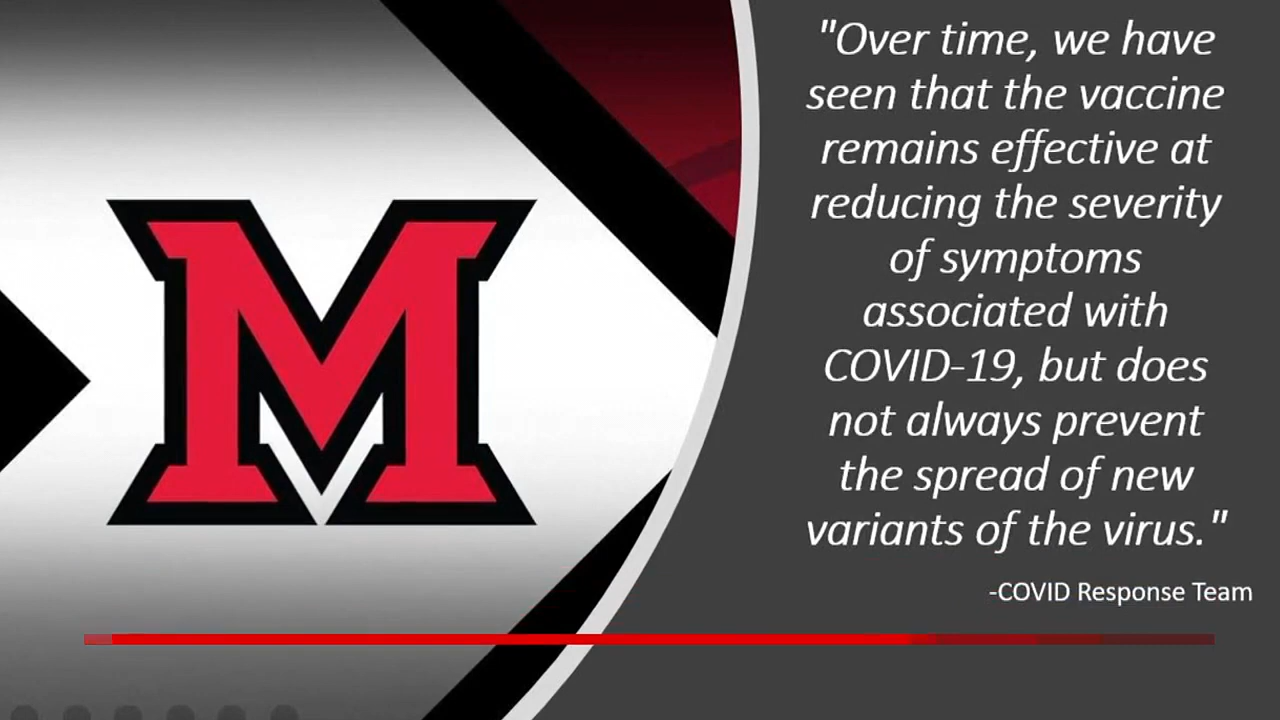 M
"Over time, we have
seen that the vaccine
remains effective at
reducing the severity
of symptoms
associated with
COVID-19, but does
not always prevent
the spread of new
variants of the virus."
-COVID Response Team